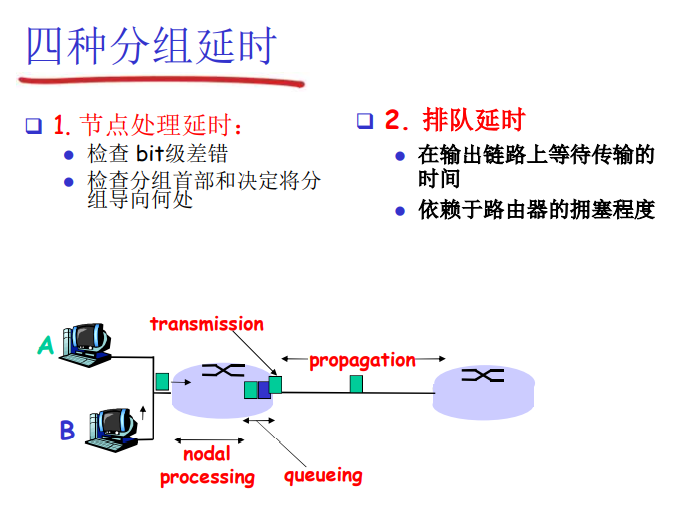 四种分组延时
1. 节点处理延时：
检查 bit级差错
检查分组首部和决定将分
组导向何处
2. 排队延时
在输出链路上等待传输的
时间
依赖于路由器的拥塞程度
transmission
A
propagation
B
nodal
processing
queueing